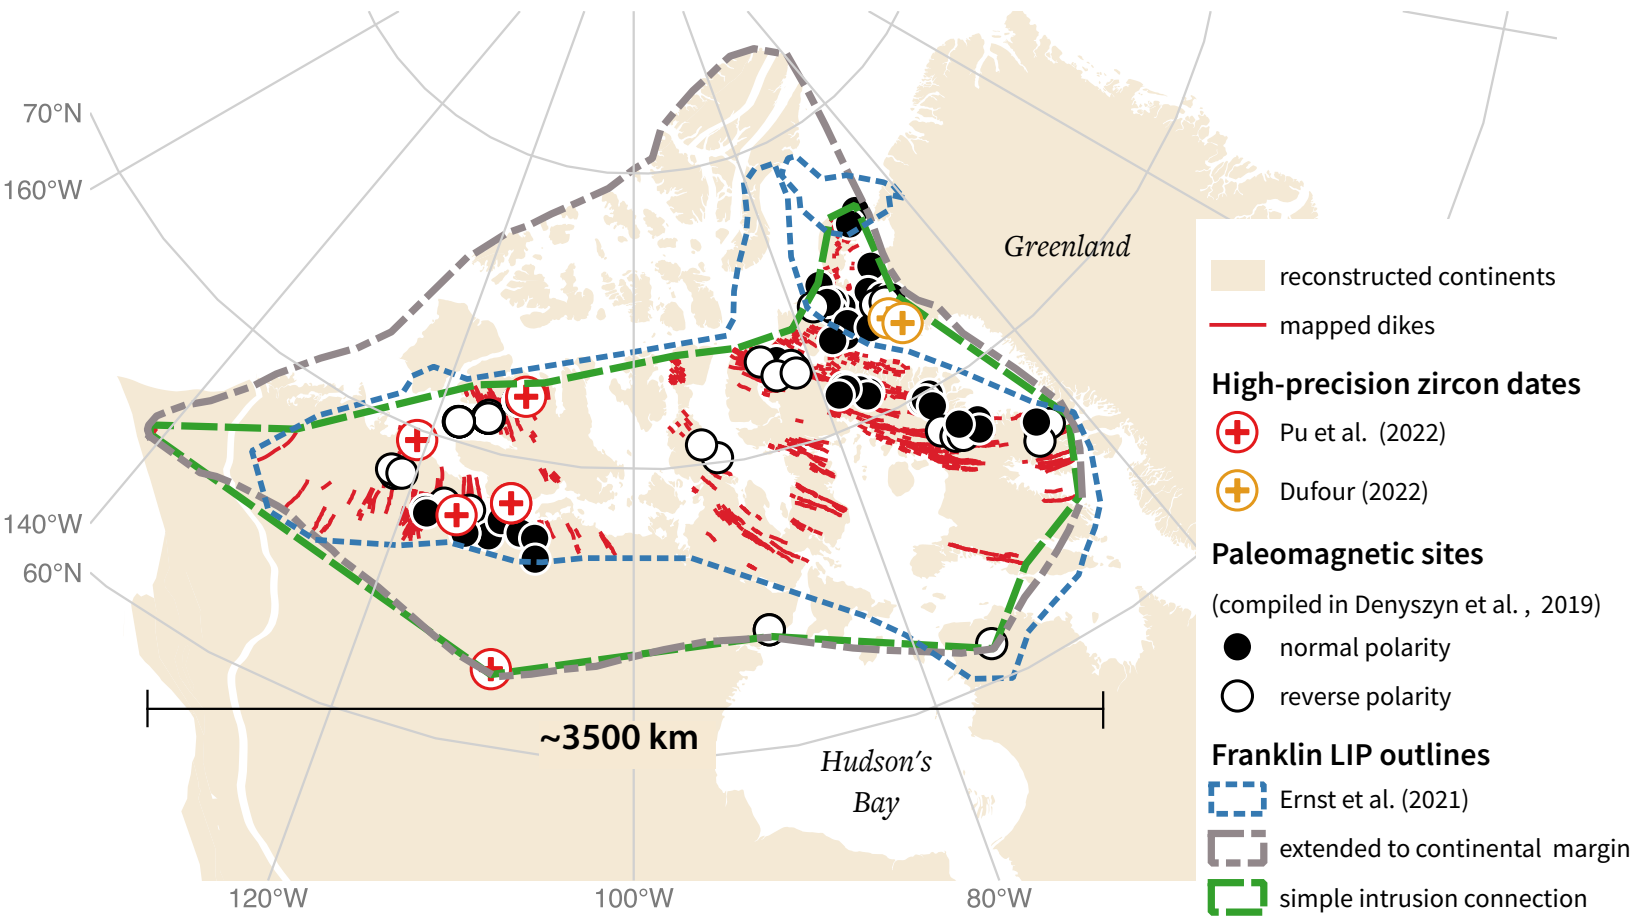 70°N
160°W
140°W
60°N
120°W
100°W
80°W
Greenland
Hudson's
Bay
~3500 km
reconstructed continents
mapped dikes
High-precision zircon dates
Pu et al. (2022)
Dufour (2022)
Paleomagnetic sites
(compiled in Denyszyn et al. , 2019)
normal polarity
reverse polarity
Franklin LIP outlines
Ernst et al. (2021)
extended to continental margin
simple intrusion connection